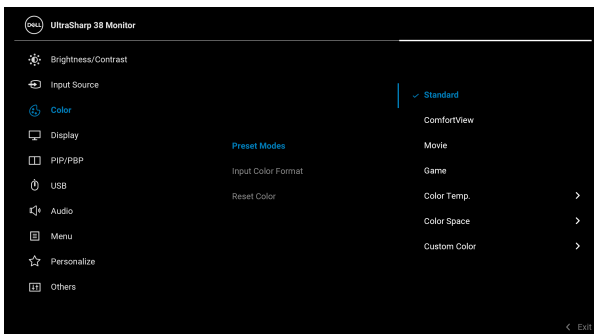 DELL UltraSharp 38 Monitor
Brightness/Contrast
Input Source
Color
Display
PIP/PBP
USB
Audio
Menu
Personalize
Others
Preset Modes
Input Color Format
Reset Color
Standard
ComfortView
Movie
Game
Color Temp.
Color Space
Custom Color
Exit